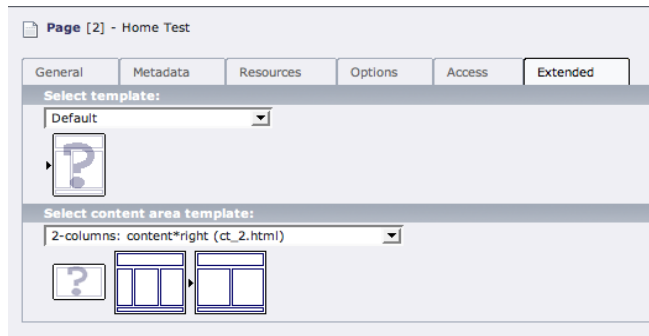 Page [2] - Home Test
General Metadata Resources Options Access Extended
Select template:
Default
?
Select content area template:
2-columns: content*right (ct_2.html)
?